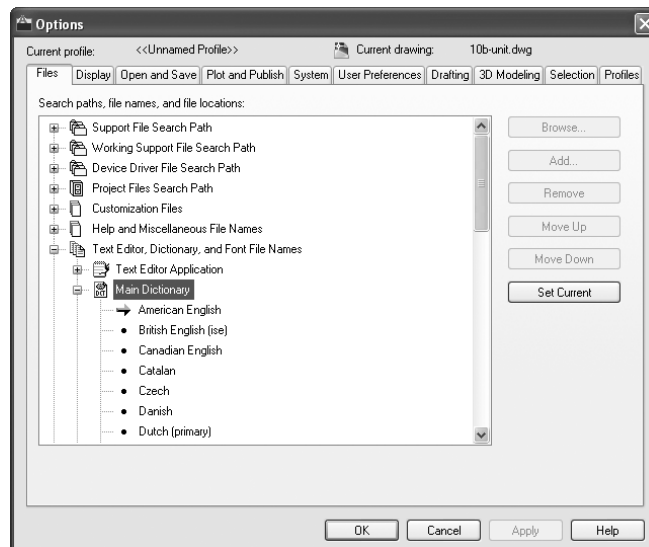 Options
Current profile: <<Unnamed Profile>> Current drawing: 10b-unit.dwg
Files Display Open and Save Plot and Publish System User Preferences Drafting 3D Modeling Selection Profiles
Search paths, file names, and file locations:
Support File Search Path
Working Support File Search Path
Device Driver File Search Path
Project Files Search Path
Customization Files
Help and Miscellaneous File Names
Text Editor, Dictionary, and Font File Names
Text Editor Application
Main Dictionary
American English
British English (ise)
Canadian English
Catalan
Czech
Danish
Dutch (primary)
Browse...
Add...
Remove
Move Up
Move Down
Set Current
OK Cancel Apply Help